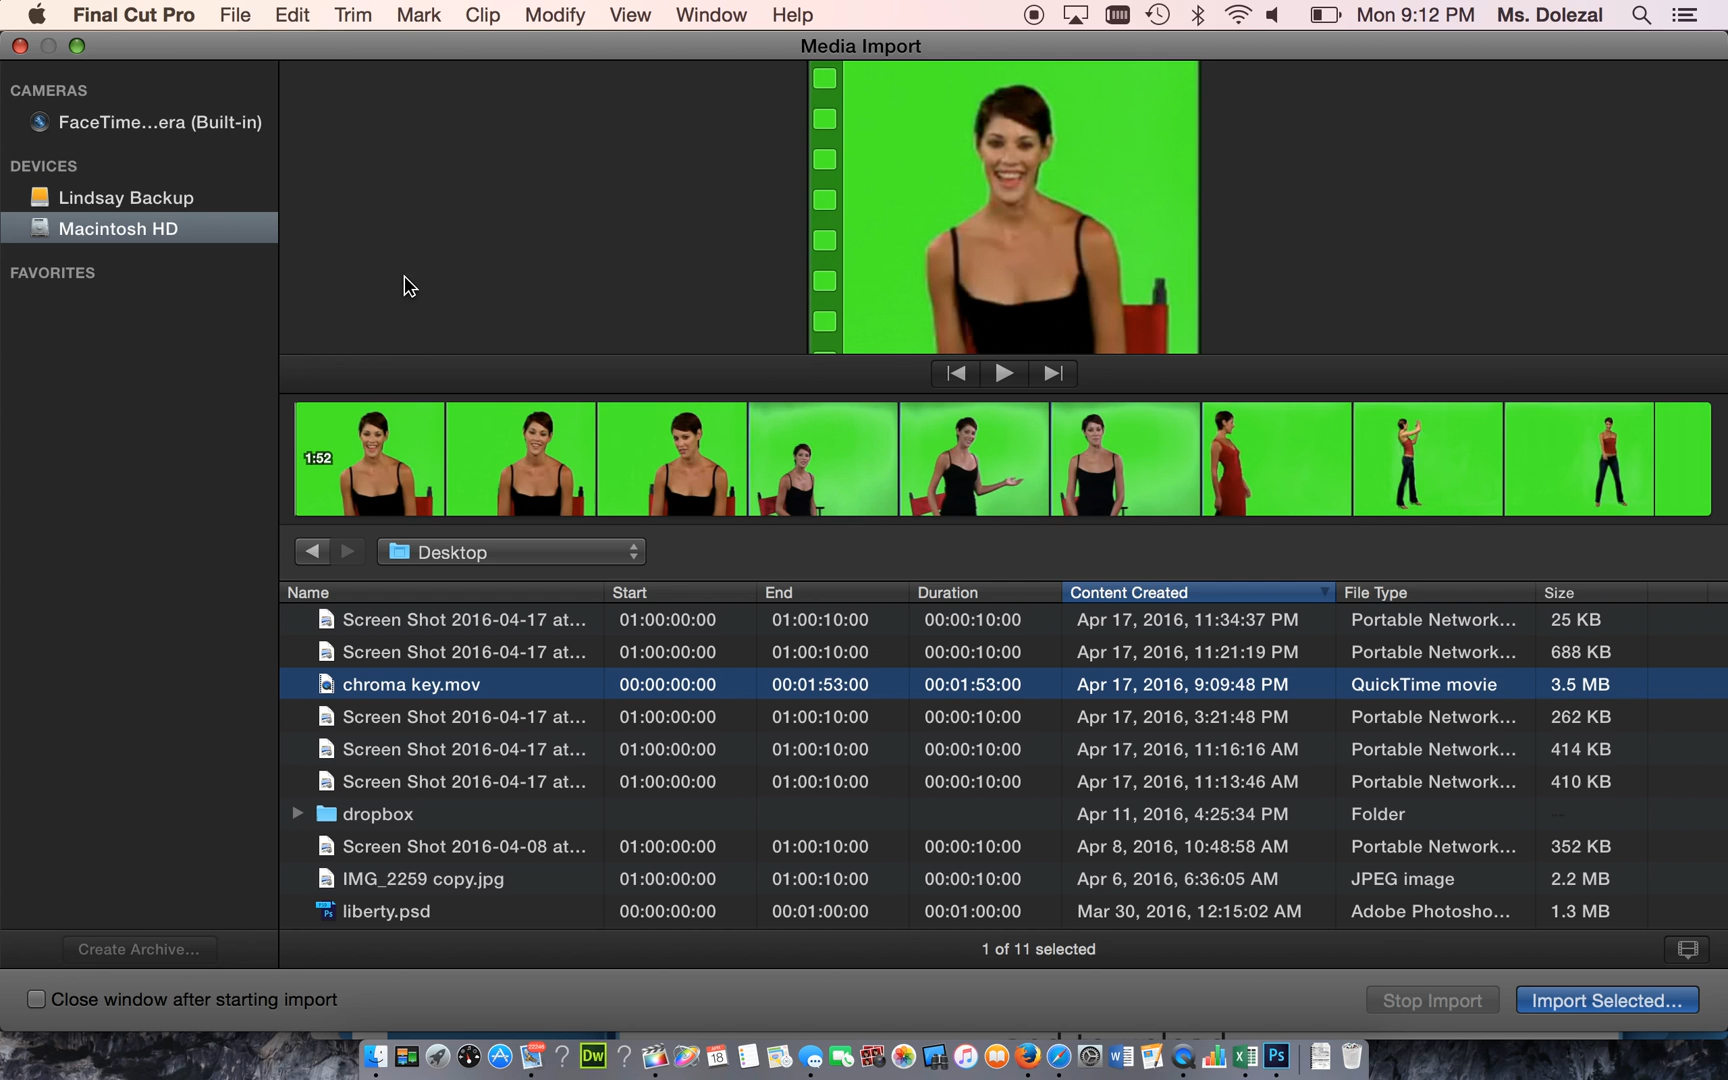 Final Cut Pro File Edit Trim Mark Clip Modify View Window Help Mon 9:12 PM Ms. Dolezal
Media Import
CAMERAS
FaceTime...era (Built-in)
DEVICES
Lindsay Backup
Macintosh HD
FAVORITES
1:52
Desktop
Name Start End Duration Content Created File Type Size
Screen Shot 2016-04-17 at... 01:00:00:00 01:00:10:00 00:00:10:00 Apr 17, 2016, 11:34:37 PM Portable Network... 25 KB
Screen Shot 2016-04-17 at... 01:00:00:00 01:00:10:00 00:00:10:00 Apr 17, 2016, 11:21:19 PM Portable Network... 688 KB
chroma key.mov 00:00:00:00 00:01:53:00 00:01:53:00 Apr 17, 2016, 9:09:48 PM QuickTime movie 3.5 MB
Screen Shot 2016-04-17 at... 01:00:00:00 01:00:10:00 00:00:10:00 Apr 17, 2016, 3:21:48 PM Portable Network... 262 KB
Screen Shot 2016-04-17 at... 01:00:00:00 01:00:10:00 00:00:10:00 Apr 17, 2016, 11:16:16 AM Portable Network... 414 KB
Screen Shot 2016-04-17 at... 01:00:00:00 01:00:10:00 00:00:10:00 Apr 17, 2016, 11:13:46 AM Portable Network... 410 KB
dropbox Apr 11, 2016, 4:25:34 PM Folder --
Screen Shot 2016-04-08 at... 01:00:00:00 01:00:10:00 00:00:10:00 Apr 8, 2016, 10:48:58 AM Portable Network... 352 KB
IMG_2259 copy.jpg 01:00:00:00 01:00:10:00 00:00:10:00 Apr 6, 2016, 6:36:05 AM JPEG image 2.2 MB
liberty.psd 00:00:00:00 00:01:00:00 00:01:00:00 Mar 30, 2016, 12:15:02 AM Adobe Photosho... 1.3 MB
Create Archive... 1 of 11 selected
Close window after starting import Stop Import Import Selected...
? Dw ? 18 W X Ps